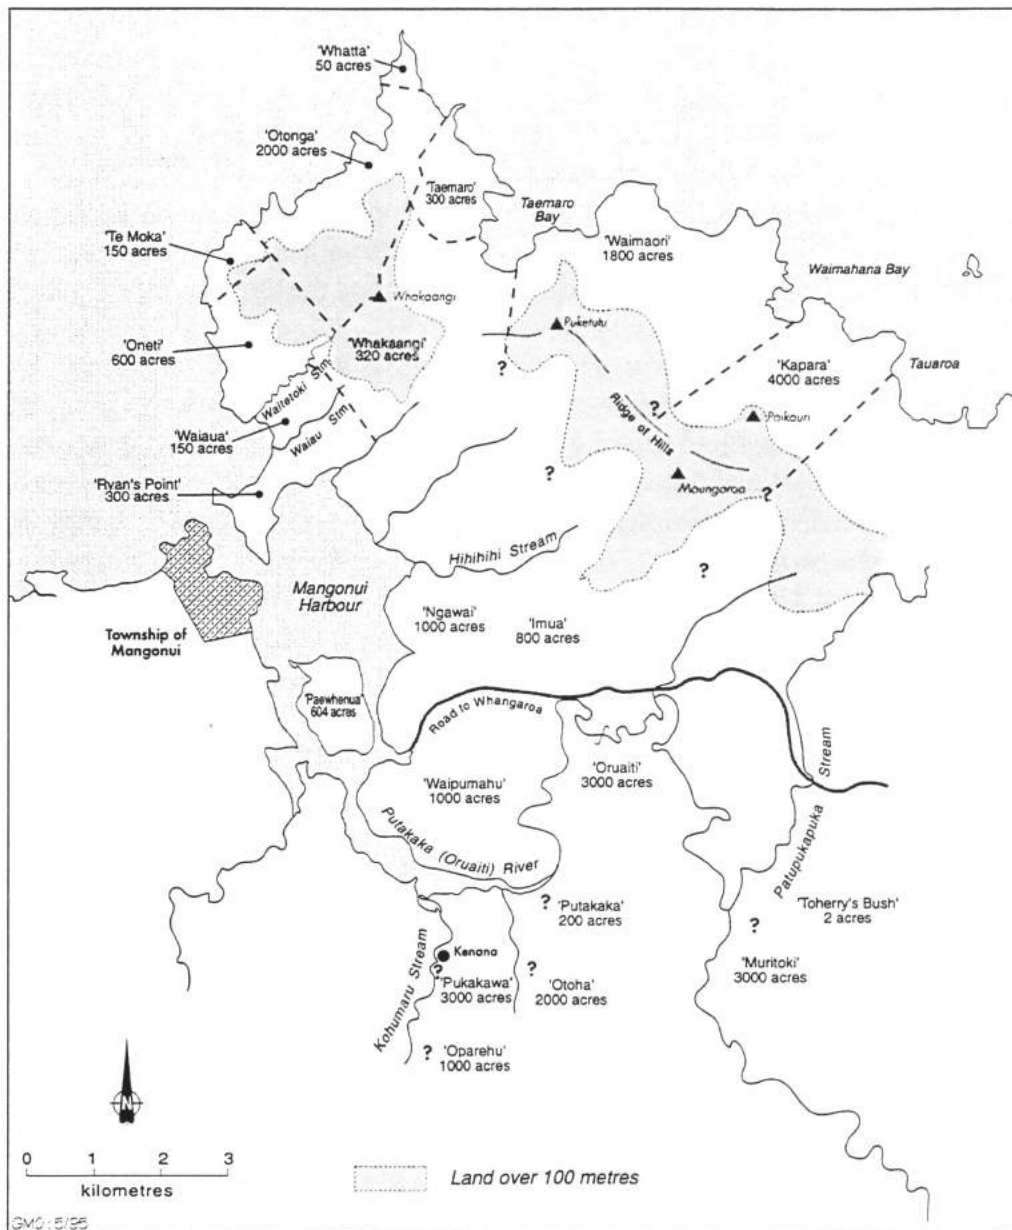 'Whatta'
50 acres
'Otonga'
2000 acres
'Taemaro'
300 acres
Taemaro
Bay
'Te Moka'
150 acres
'Waimaori'
1800 acres
Waimahana Bay
Whakaangi
Puketutu
'Oneti'
600 acres
'Whakaangi'
320 acres
'Kapara'
4000 acres
Tauaroa
?
Waitetoki Stm
?
Paikauri
Ridge of Hills
'Waiaua'
150 acres
Waiau Stm
?
Maungaroa
?
'Ryan's Point'
300 acres
Hihihihi Stream
?
Mangonui
Harbour
'Ngawai'
1000 acres
'Imua'
800 acres
Township of
Mangonui
'Paewhenua'
604 acres
Road to Whangaroa
'Oruaiti'
3000 acres
'Waipumahu'
1000 acres
Putakaka (Oruaiti) River
Patupukapuka Stream
?
'Putakaka'
200 acres
'Toherry's Bush'
2 acres
?
Kohumaru Stream
Kenana
?
'Pukakawa'
3000 acres
?
'Otoha'
2000 acres
'Muritoki'
3000 acres
?
'Oparehu'
1000 acres
N
0 1 2 3
kilometres
Land over 100 metres
GMO: 5/95